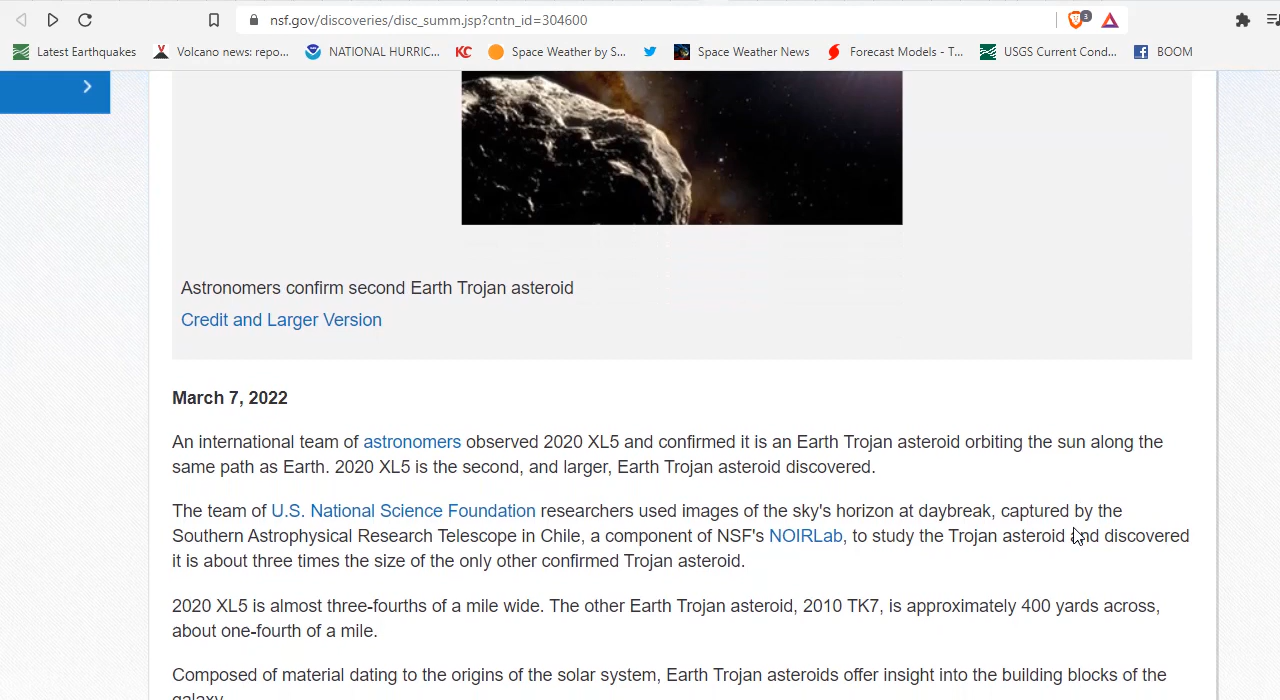 nsf.gov/discoveries/disc_summ.jsp?cntn_id=304600
3
Latest Earthquakes
Volcano news: repo...
NATIONAL HURRIC...
KC
Space Weather by S...
Space Weather News
Forecast Models - T...
USGS Current Cond...
BOOM
Astronomers confirm second Earth Trojan asteroid
Credit and Larger Version
March 7, 2022
An international team of astronomers observed 2020 XL5 and confirmed it is an Earth Trojan asteroid orbiting the sun along the
same path as Earth. 2020 XL5 is the second, and larger, Earth Trojan asteroid discovered.
The team of U.S. National Science Foundation researchers used images of the sky's horizon at daybreak, captured by the
Southern Astrophysical Research Telescope in Chile, a component of NSF's NOIRLab, to study the Trojan asteroid and discovered
it is about three times the size of the only other confirmed Trojan asteroid.
2020 XL5 is almost three-fourths of a mile wide. The other Earth Trojan asteroid, 2010 TK7, is approximately 400 yards across,
about one-fourth of a mile.
Composed of material dating to the origins of the solar system, Earth Trojan asteroids offer insight into the building blocks of the
galaxy.